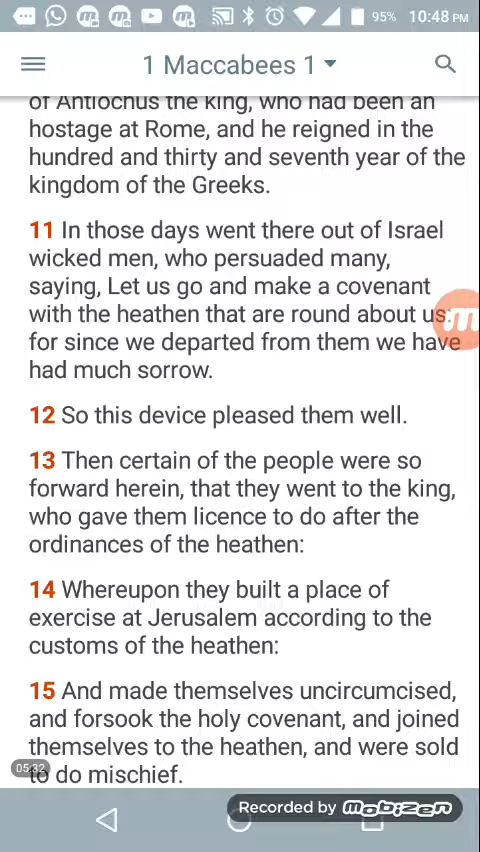 95% 10:48 PM
1 Maccabees 1
of Antiochus the king, who had been an
hostage at Rome, and he reigned in the
hundred and thirty and seventh year of the
kingdom of the Greeks.
11 In those days went there out of Israel
wicked men, who persuaded many,
saying, Let us go and make a covenant
with the heathen that are round about us:
for since we departed from them we have
had much sorrow.
12 So this device pleased them well.
13 Then certain of the people were so
forward herein, that they went to the king,
who gave them licence to do after the
ordinances of the heathen:
14 Whereupon they built a place of
exercise at Jerusalem according to the
customs of the heathen:
15 And made themselves uncircumcised,
and forsook the holy covenant, and joined
themselves to the heathen, and were sold
to do mischief.
05:32
Recorded by mobizen